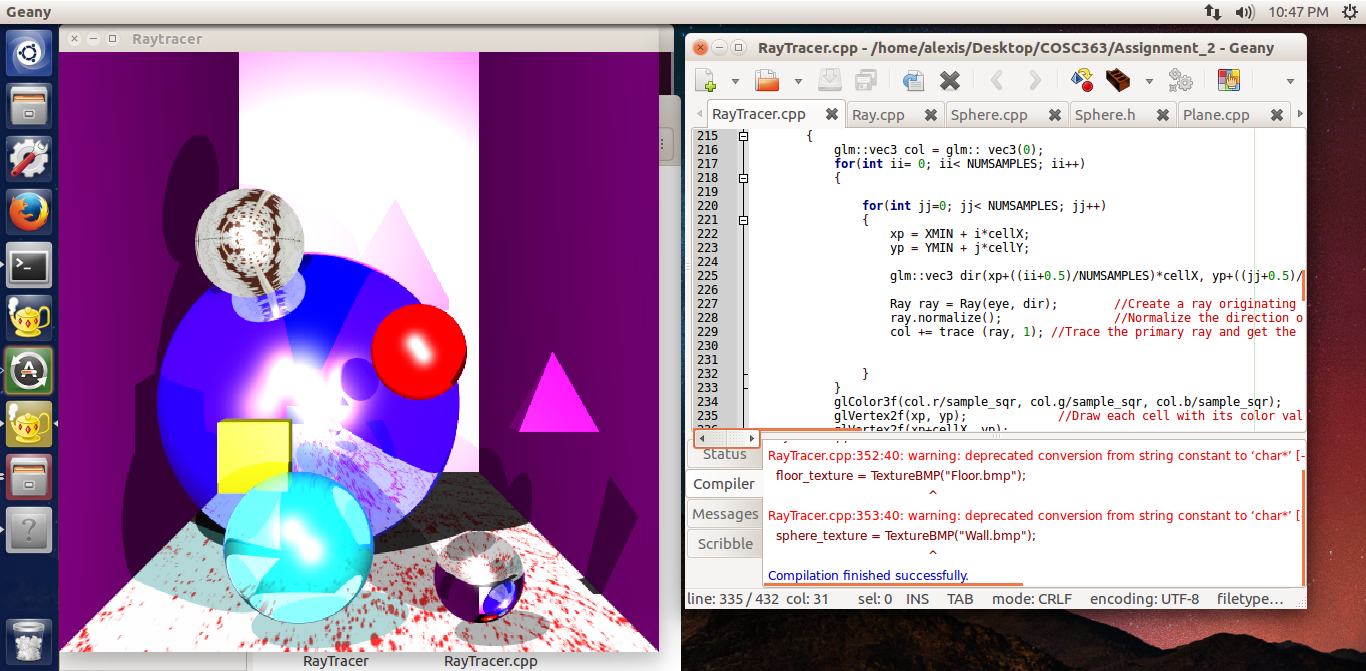 Geany
10:47 PM
Raytracer
RayTracer
RayTracer.cpp
RayTracer.cpp - /home/alexis/Desktop/COSC363/Assignment_2 - Geany
RayTracer.cpp Ray.cpp Sphere.cpp Sphere.h Plane.cpp
215 {
216 glm::vec3 col = glm:: vec3(0);
217 for(int ii= 0; ii< NUMSAMPLES; ii++)
218 {
219
220 for(int jj=0; jj< NUMSAMPLES; jj++)
221 {
222 xp = XMIN + i*cellX;
223 yp = YMIN + j*cellY;
224
225 glm::vec3 dir(xp+((ii+0.5)/NUMSAMPLES)*cellX, yp+((jj+0.5)/
226
227 Ray ray = Ray(eye, dir); //Create a ray originating
228 ray.normalize(); //Normalize the direction o
229 col += trace (ray, 1); //Trace the primary ray and get the
230
231
232 }
233 }
234 glColor3f(col.r/sample_sqr, col.g/sample_sqr, col.b/sample_sqr);
235 glVertex2f(xp, yp); //Draw each cell with its color val
Status
Compiler
Messages
Scribble
RayTracer.cpp:352:40: warning: deprecated conversion from string constant to ‘char*’ [-
floor_texture = TextureBMP("Floor.bmp");
^
RayTracer.cpp:353:40: warning: deprecated conversion from string constant to ‘char*’ [-
sphere_texture = TextureBMP("Wall.bmp");
^
Compilation finished successfully.
line: 335 / 432 col: 31 sel: 0 INS TAB mode: CRLF encoding: UTF-8 filetype...